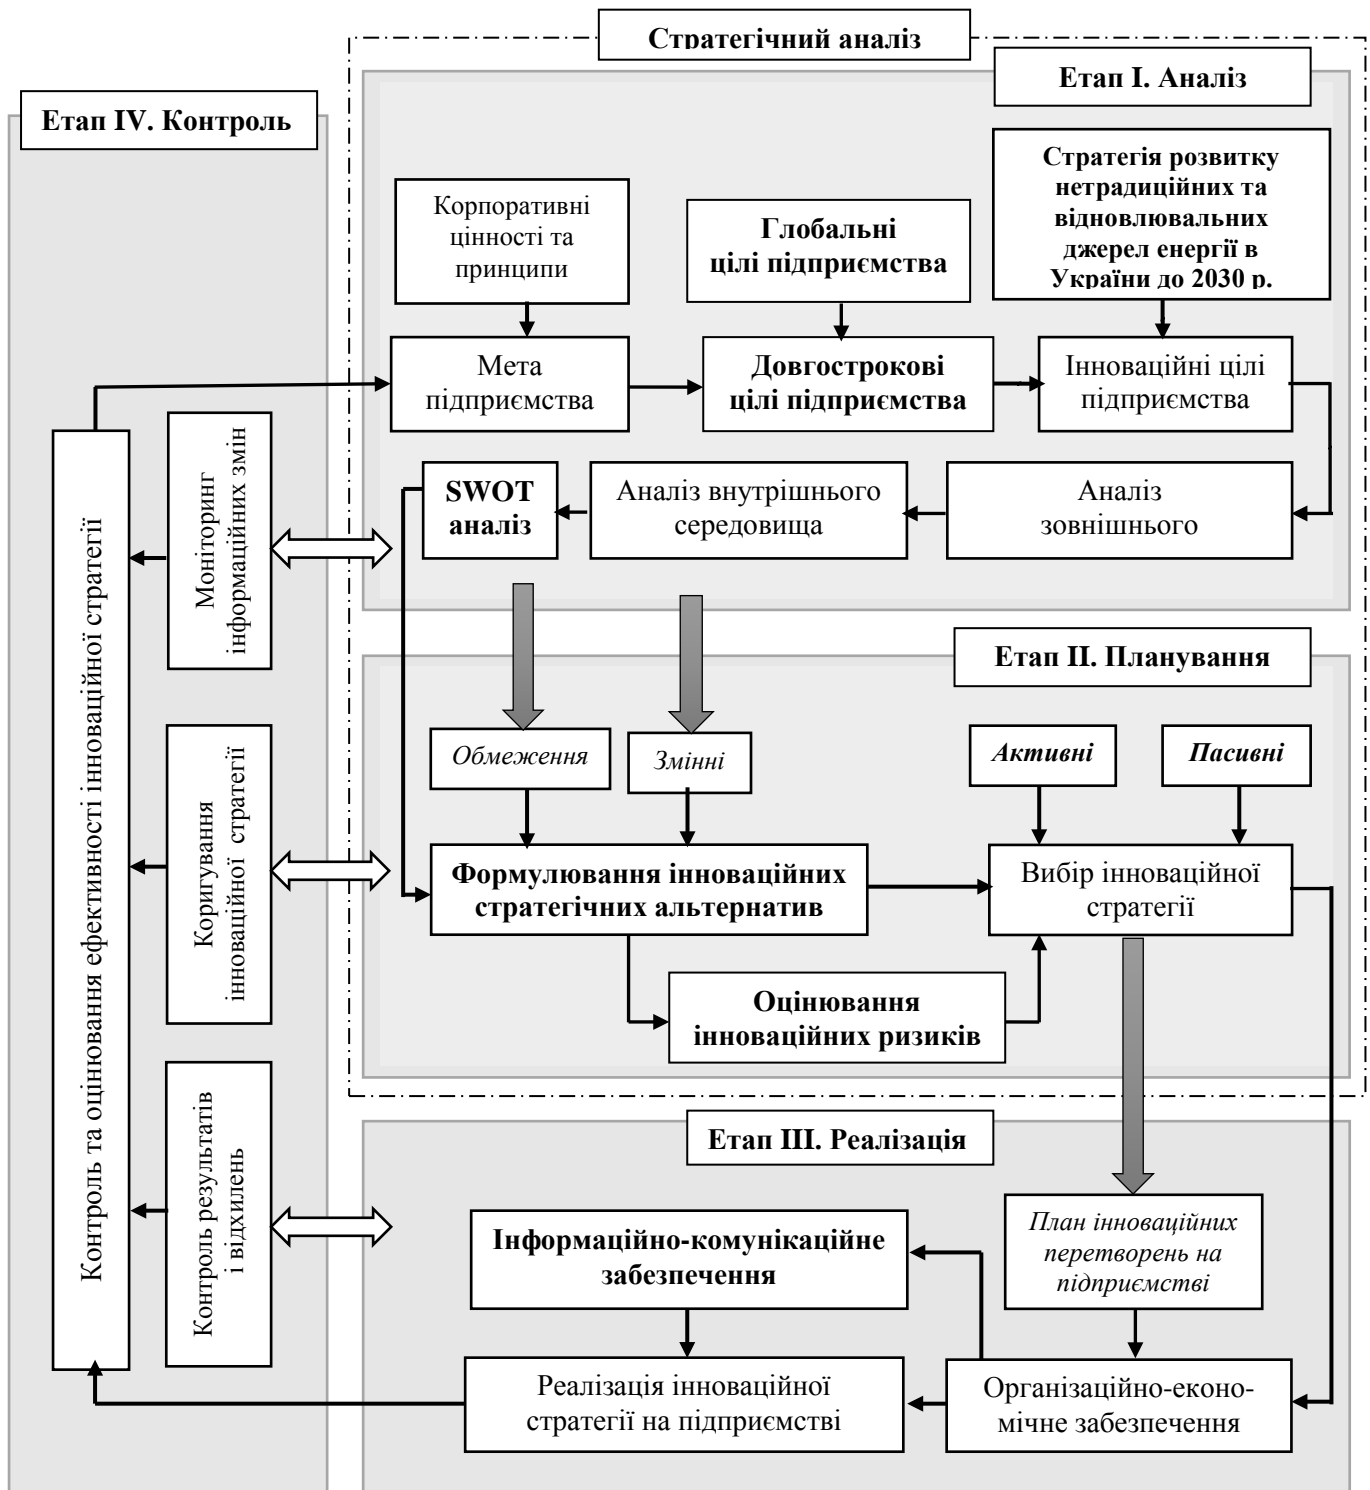 Стратегічний аналіз
Етап I. Аналіз
Етап IV. Контроль
Стратегія розвитку
нетрадиційних та
відновлювальних
джерел енергії в
України до 2030 р.
Корпоративні
цінності та
принципи
Глобальні
цілі підприємства
Мета
підприємства
Довгострокові
цілі підприємства
Інноваційні цілі
підприємства
SWOT
аналіз
Аналіз внутрішнього
середовища
Аналіз
зовнішнього
Моніторинг
інформаційних змін
Контроль та оцінювання ефективності інноваційної стратегії
Етап II. Планування
Обмеження
Змінні
Активні
Пасивні
Коригування
інноваційної стратегії
Формулювання інноваційних
стратегічних альтернатив
Вибір інноваційної
стратегії
Оцінювання
інноваційних ризиків
Етап III. Реалізація
Контроль результатів
і відхилень
Інформаційно-комунікаційне
забезпечення
План інноваційних
перетворень на
підприємстві
Реалізація інноваційної
стратегії на підприємстві
Організаційно-еконо-
мічне забезпечення